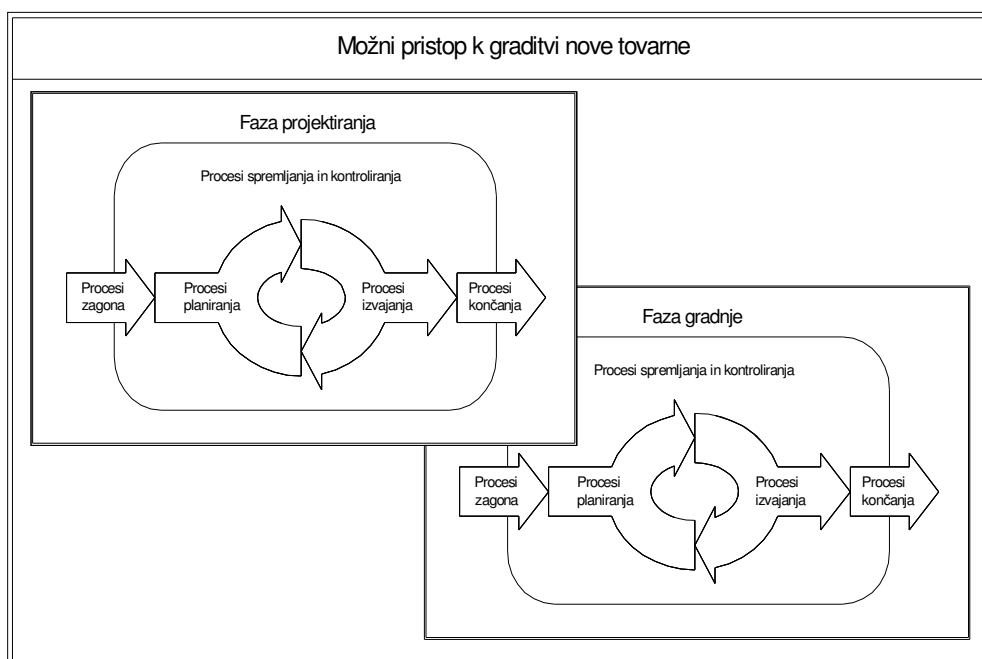 Možni pristop k graditvi nove tovarne
Faza projektiranja
Procesi spremljanja in kontroliranja
Procesi
zagona
Procesi
planiranja
Procesi
izvajanja
Procesi
končanja
Faza gradnje
Procesi spremljanja in kontroliranja
Procesi
zagona
Procesi
planiranja
Procesi
izvajanja
Procesi
končanja